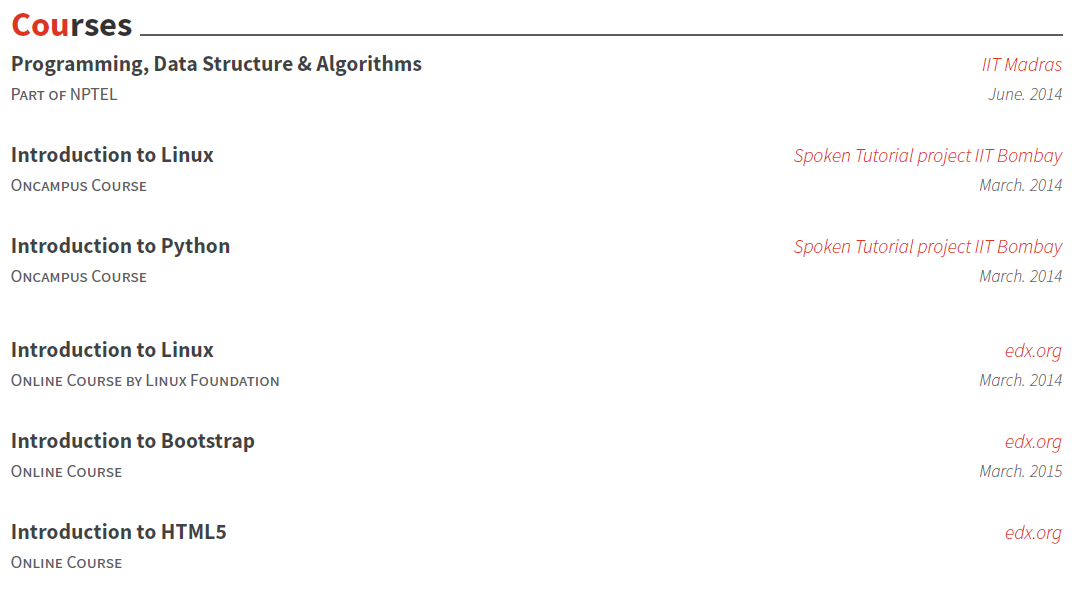 Courses
Programming, Data Structure & Algorithms IIT Madras
Part of NPTEL June. 2014
Introduction to Linux Spoken Tutorial project IIT Bombay
Oncampus Course March. 2014
Introduction to Python Spoken Tutorial project IIT Bombay
Oncampus Course March. 2014
Introduction to Linux edx.org
Online Course by Linux Foundation March. 2014
Introduction to Bootstrap edx.org
Online Course March. 2015
Introduction to HTML5 edx.org
Online Course